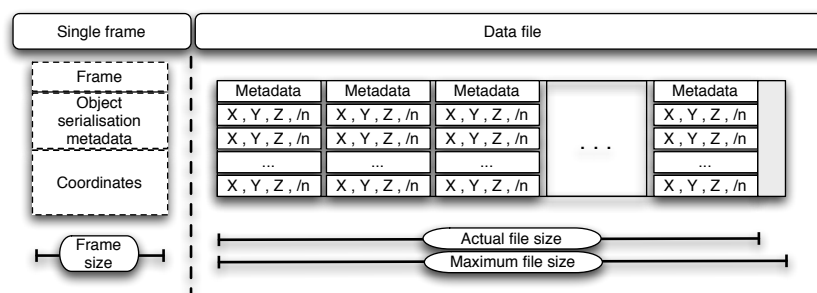 Single frame
Data file
Frame
Object
serialisation
metadata
Coordinates
Frame
size
Metadata Metadata Metadata Metadata
X , Y , Z , /n X , Y , Z , /n X , Y , Z , /n X , Y , Z , /n
X , Y , Z , /n X , Y , Z , /n X , Y , Z , /n . . . X , Y , Z , /n
... ... ... ...
X , Y , Z , /n X , Y , Z , /n X , Y , Z , /n X , Y , Z , /n
Actual file size
Maximum file size